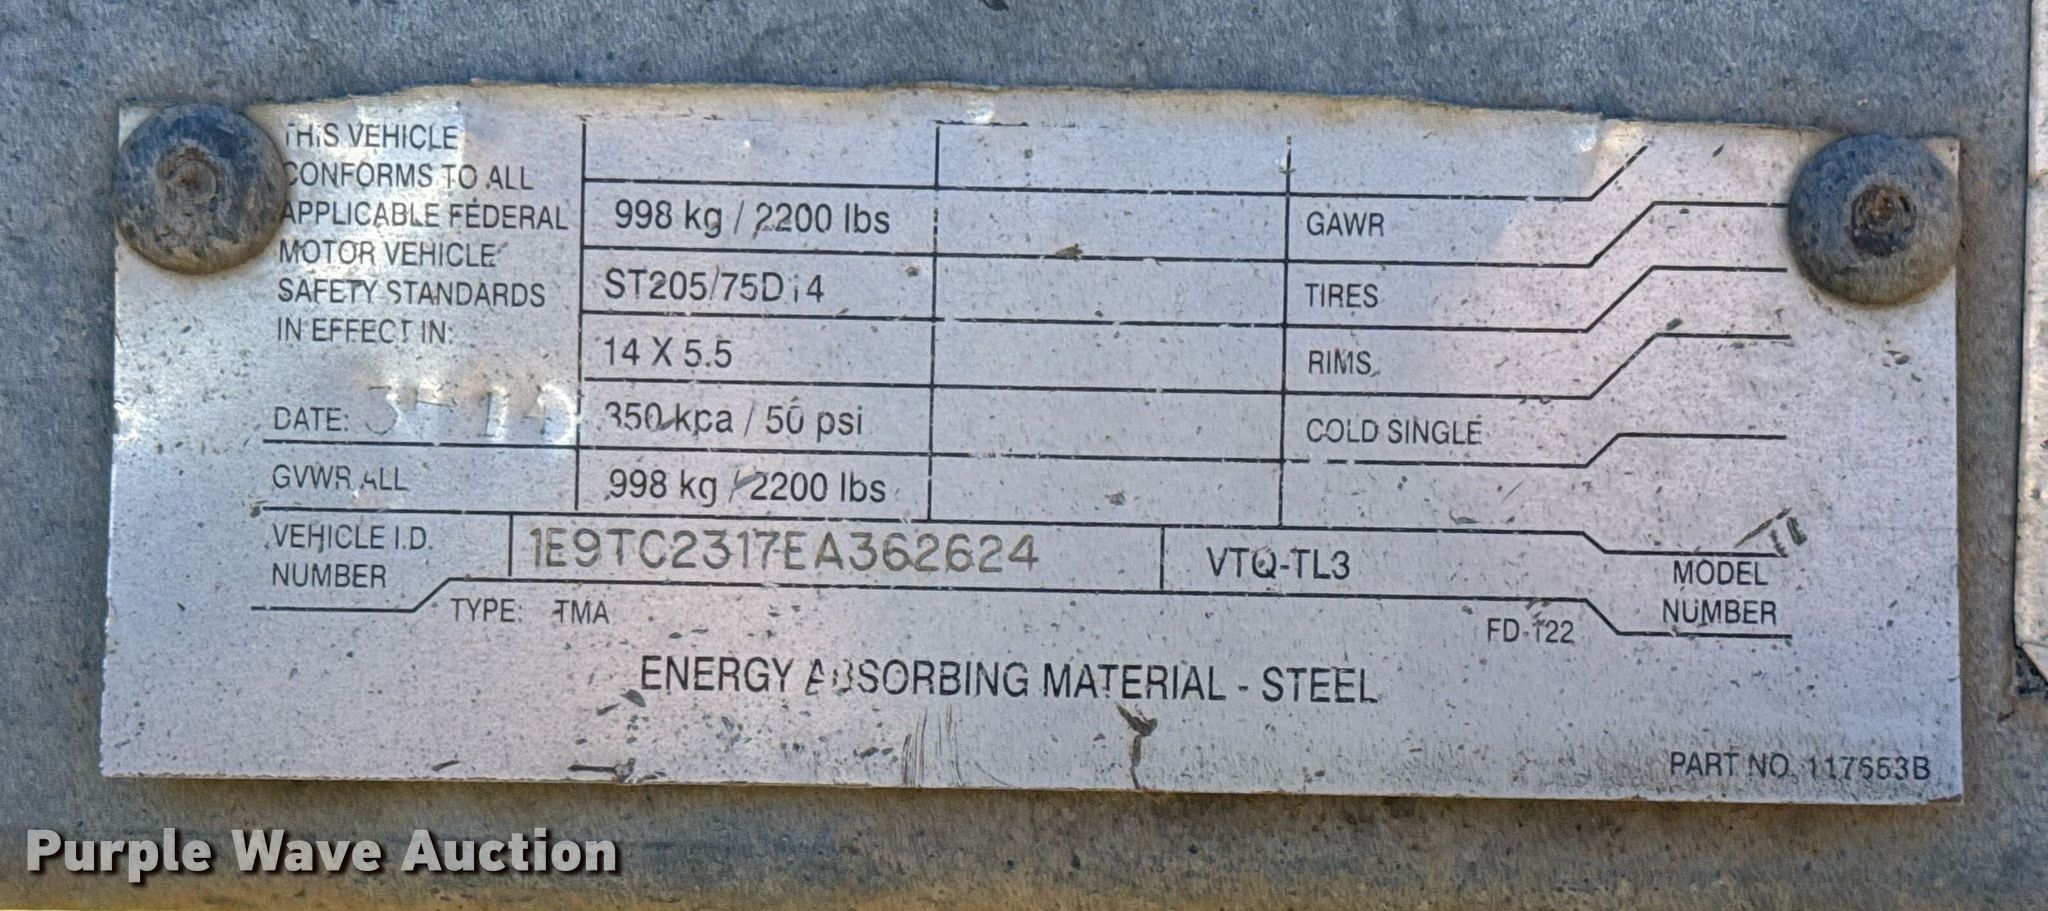 THIS VEHICLE
CONFORMS TO ALL
APPLICABLE FEDERAL
MOTOR VEHICLE
SAFETY STANDARDS
IN EFFECT IN:
DATE:
GVWR ALL
998 kg / 2200 lbs
GAWR
ST205/75D14
TIRES
14 X 5.5
RIMS
350 kpa / 50 psi
COLD SINGLE
998 kg / 2200 lbs
VEHICLE I.D.
NUMBER
1E9TC2317EA362624
VTQ-TL3
MODEL
NUMBER
TYPE: TMA
FD-122
ENERGY ABSORBING MATERIAL - STEEL
PART NO. 117553B
Purple Wave Auction